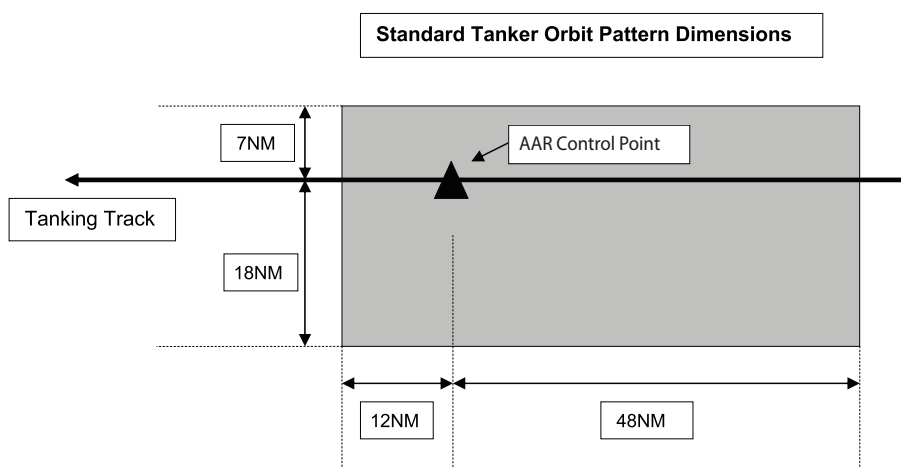 Standard Tanker Orbit Pattern Dimensions
7NM
AAR Control Point
Tanking Track
18NM
12NM
48NM